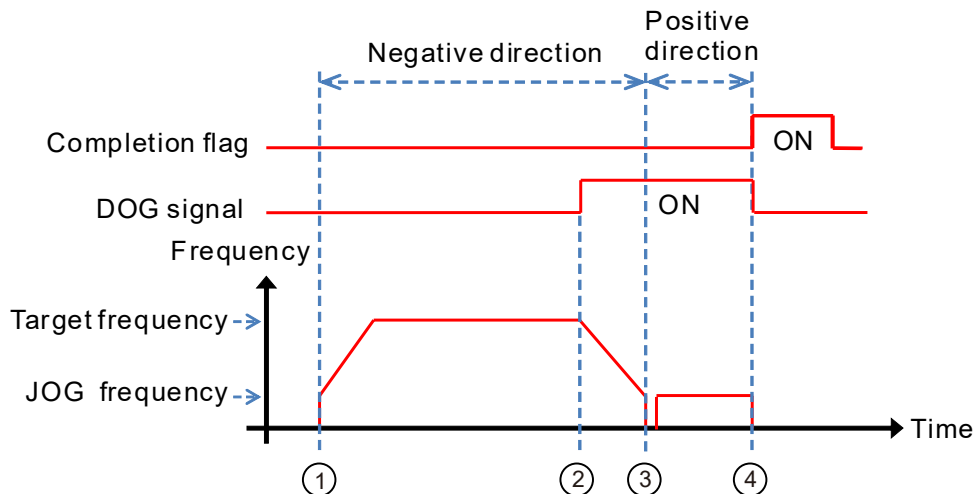 Positive
direction
Negative direction
Completion flag
ON
DOG signal
ON
Frequency
Target frequency
JOG frequency
Time
1
2
3
4